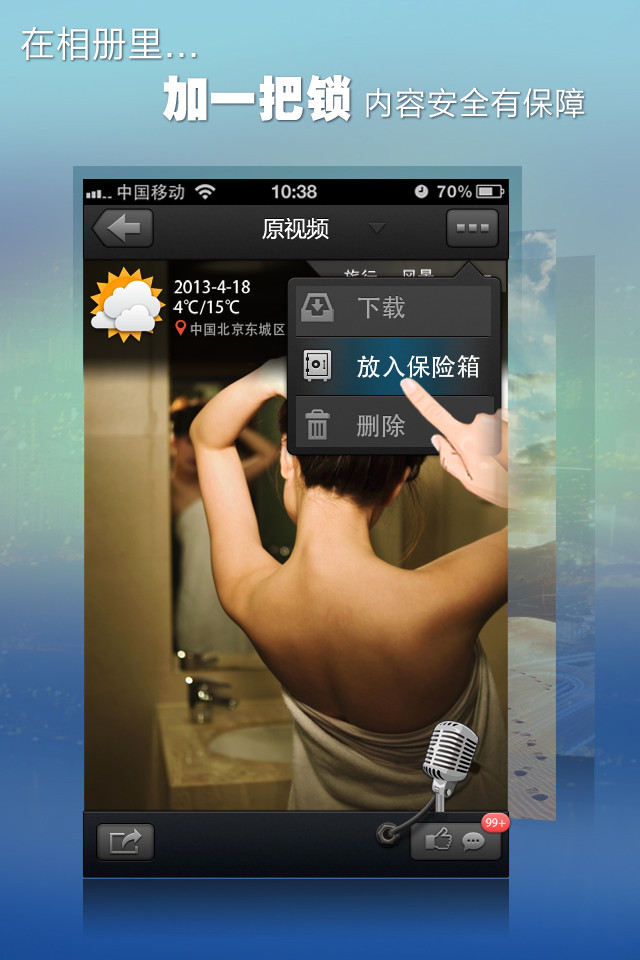 在相册里...
加一把锁 内容安全有保障
中国移动 10:38 70%
原视频
2013-4-18
4℃/15℃
中国北京东城区
旅行 风景
下载
放入保险箱
删除
99+